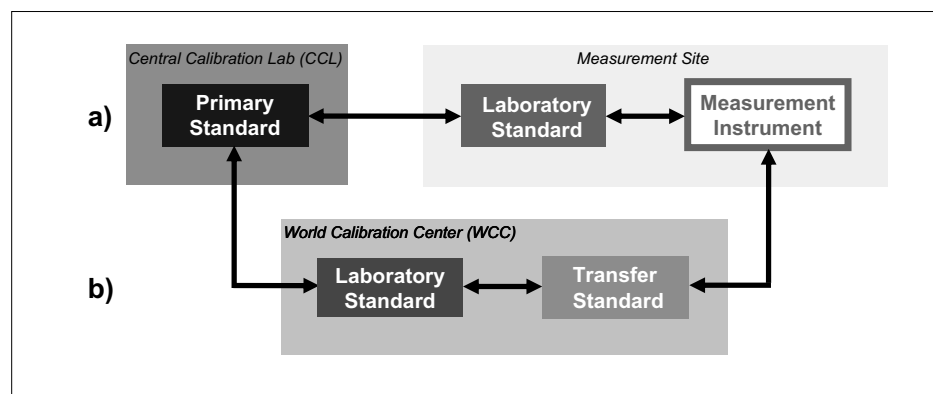 Central Calibration Lab (CCL)
Measurement Site
a)
Primary
Standard
Laboratory
Standard
Measurement
Instrument
World Calibration Center (WCC)
b)
Laboratory
Standard
Transfer
Standard